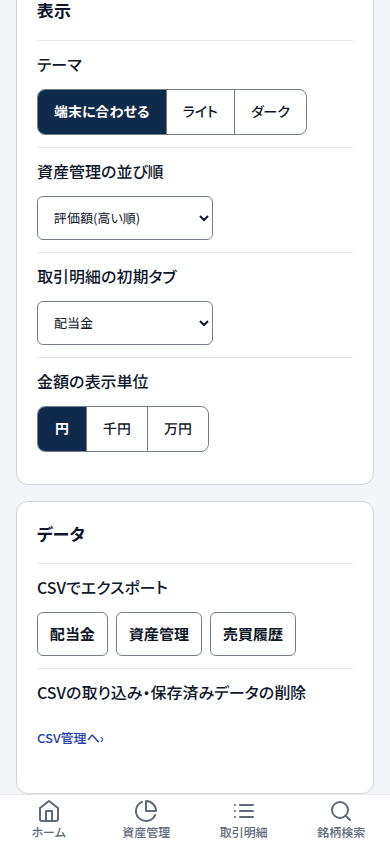 表示
テーマ
端末に合わせる ライト ダーク
資産管理の並び順
評価額(高い順)
取引明細の初期タブ
配当金
金額の表示単位
円 千円 万円
データ
CSVでエクスポート
配当金 資産管理 売買履歴
CSVの取り込み・保存済みデータの削除
CSV管理へ›
ホーム 資産管理 取引明細 銘柄検索